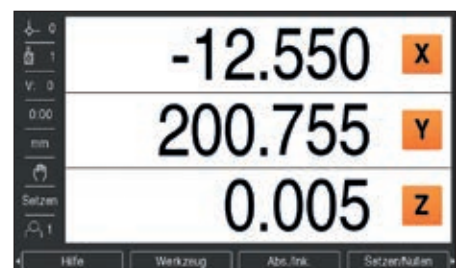 0
-12.550 X
1
V: 0
0:00
200.755 Y
mm
Setzen
0.005 Z
1
Hilfe Werkzeug Abs./Ink. Setzen/Nullen